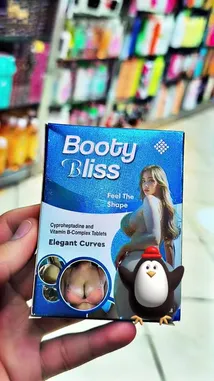 Booty
Bliss
Feel The
Shape
Cyproheptadine and
Vitamin B-Complex Tablets
Elegant Curves